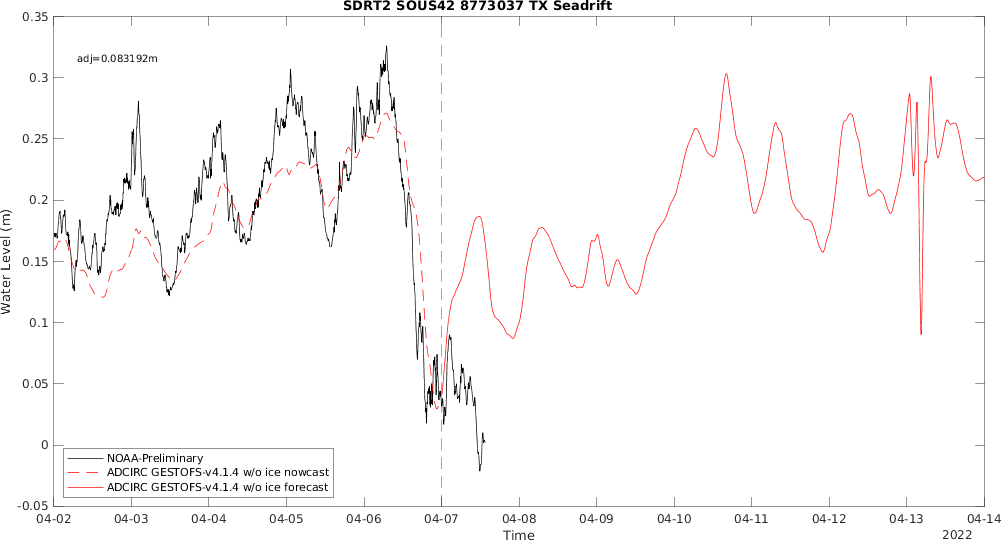 SDRT2 SOUS42 8773037 TX Seadrift
adj=0.083192m
0.35
0.3
0.25
0.2
0.15
0.1
0.05
0
-0.05
Water Level (m)
NOAA-Preliminary
ADCIRC GESTOFS-v4.1.4 w/o ice nowcast
ADCIRC GESTOFS-v4.1.4 w/o ice forecast
04-02 04-03 04-04 04-05 04-06 04-07 04-08 04-09 04-10 04-11 04-12 04-13 04-14
Time
2022